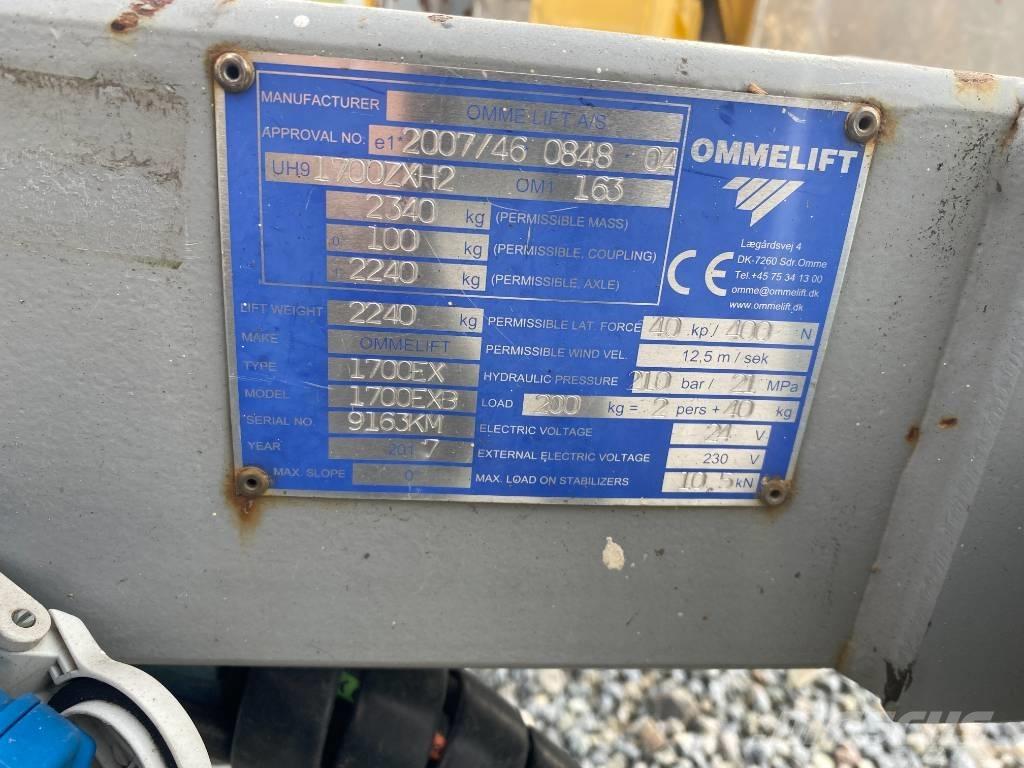 MANUFACTURER OMME LIFT A/S
APPROVAL NO. e1* 2007/46 0848 04
UH9 1700ZXH2 OM1 163
2340 kg (PERMISSIBLE MASS)
0 100 kg (PERMISSIBLE, COUPLING)
2240 kg (PERMISSIBLE, AXLE)
OMMELIFT
Lægårdsvej 4
DK-7260 Sdr.Omme
Tel.+45 75 34 13 00
omme@ommelift.dk
www.ommelift.dk
CE
LIFT WEIGHT 2240 kg
MAKE OMMELIFT
TYPE 1700EX
MODEL 1700EXB
SERIAL NO. 9163KM
YEAR 2017
MAX. SLOPE 0
PERMISSIBLE LAT. FORCE 40 kp./ 400 N
PERMISSIBLE WIND VEL. 12,5 m / sek
HYDRAULIC PRESSURE 210 bar / 21 MPa
LOAD 200 kg = 2 pers + 40 kg
ELECTRIC VOLTAGE 24 V
EXTERNAL ELECTRIC VOLTAGE 230 V
MAX. LOAD ON STABILIZERS 10.5 kN